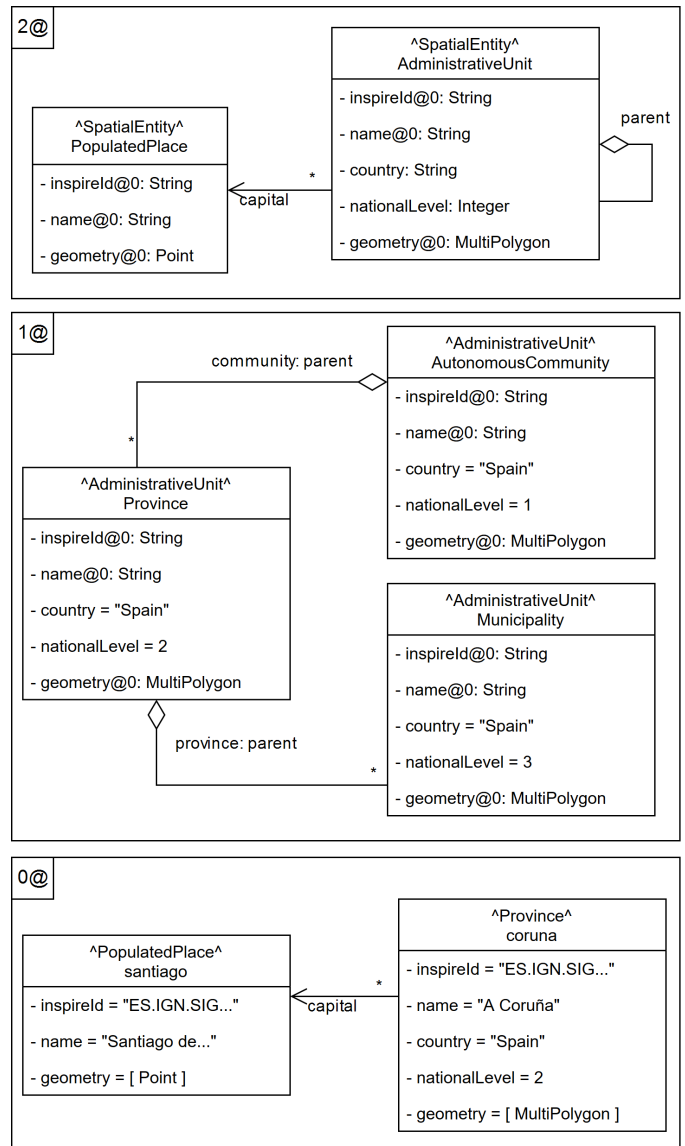 2@
^SpatialEntity^
AdministrativeUnit
- inspireId@0: String
- name@0: String
- country: String
- nationalLevel: Integer
- geometry@0: MultiPolygon
parent
^SpatialEntity^
PopulatedPlace
- inspireId@0: String
- name@0: String
- geometry@0: Point
*
capital
1@
community: parent
*
^AdministrativeUnit^
AutonomousCommunity
- inspireId@0: String
- name@0: String
- country = "Spain"
- nationalLevel = 1
- geometry@0: MultiPolygon
^AdministrativeUnit^
Province
- inspireId@0: String
- name@0: String
- country = "Spain"
- nationalLevel = 2
- geometry@0: MultiPolygon
province: parent
*
^AdministrativeUnit^
Municipality
- inspireId@0: String
- name@0: String
- country = "Spain"
- nationalLevel = 3
- geometry@0: MultiPolygon
0@
^PopulatedPlace^
santiago
- inspireId = "ES.IGN.SIG..."
- name = "Santiago de..."
- geometry = [ Point ]
*
capital
^Province^
coruna
- inspireId = "ES.IGN.SIG..."
- name = "A Coruña"
- country = "Spain"
- nationalLevel = 2
- geometry = [ MultiPolygon ]